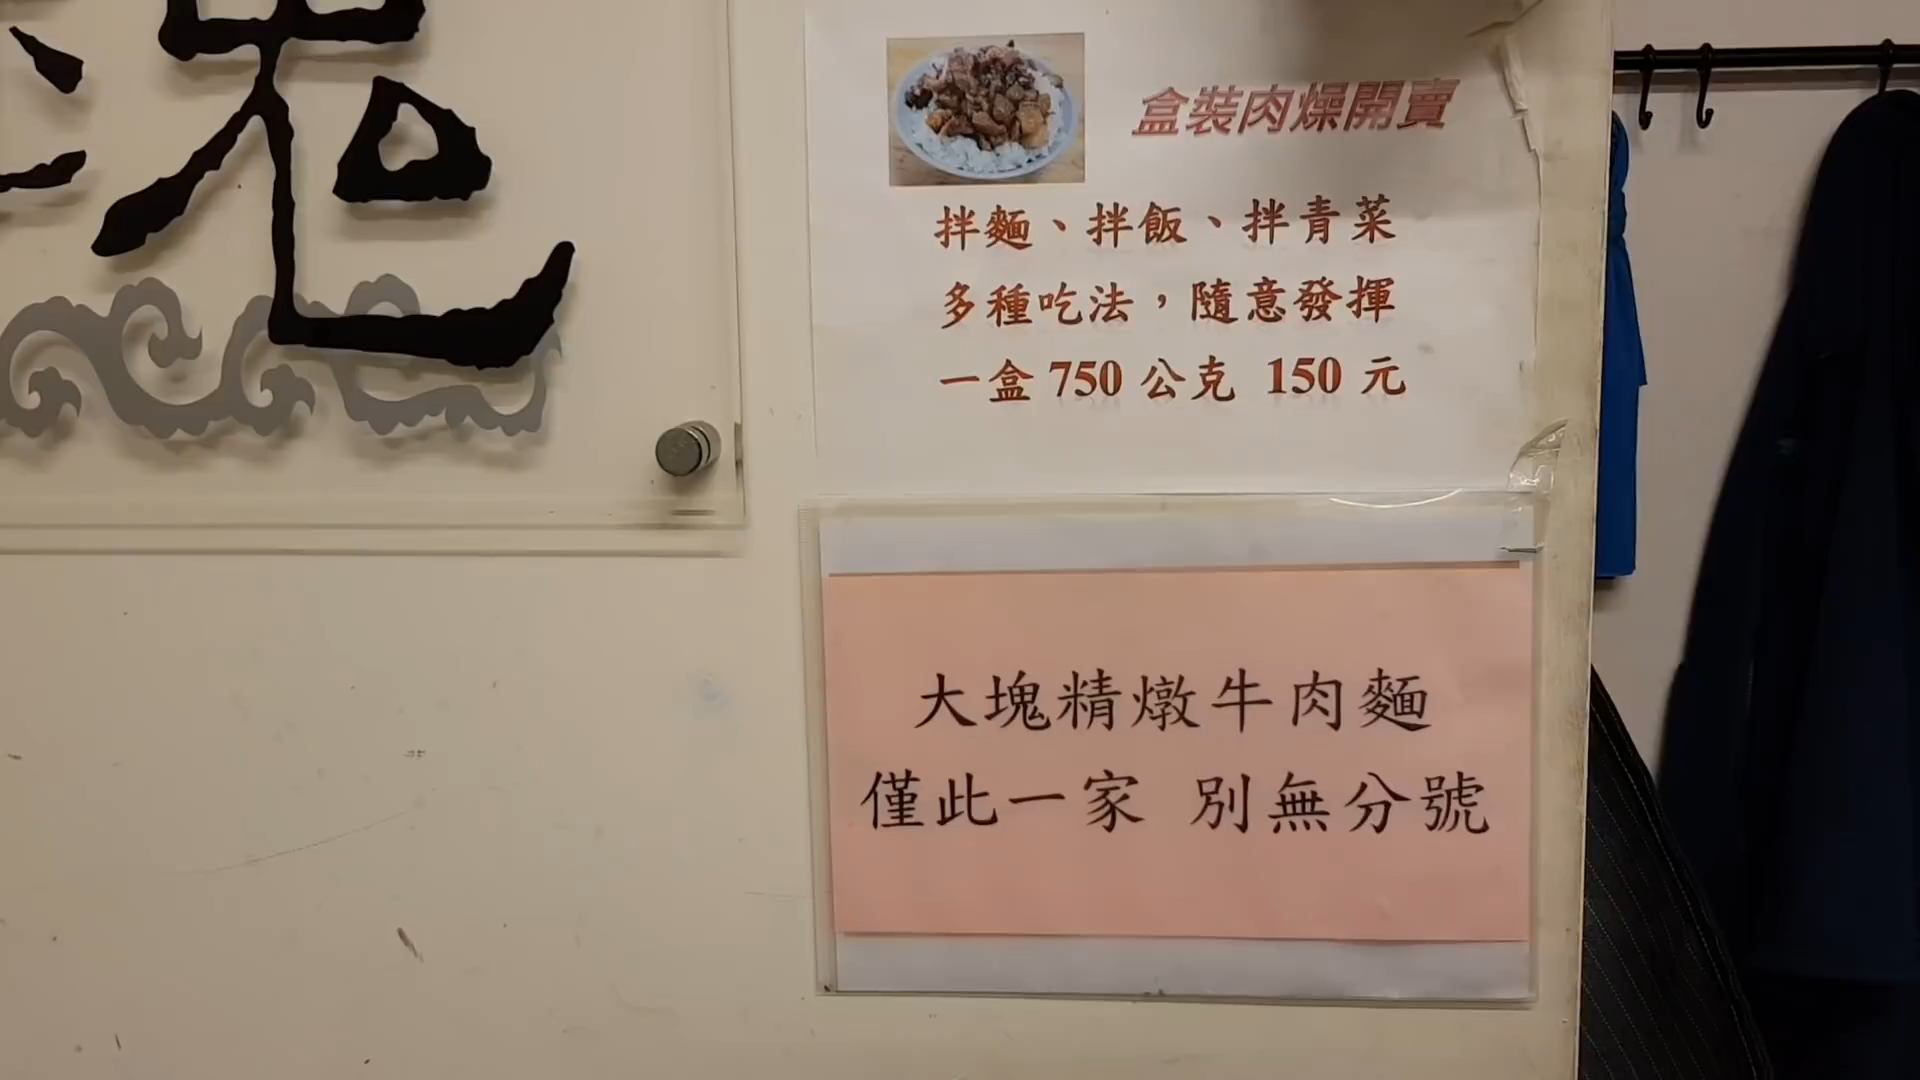 盒裝肉燥開賣
拌麵、拌飯、拌青菜
多種吃法，隨意發揮
一盒 750 公克 150 元
大塊精燉牛肉麵
僅此一家 別無分號